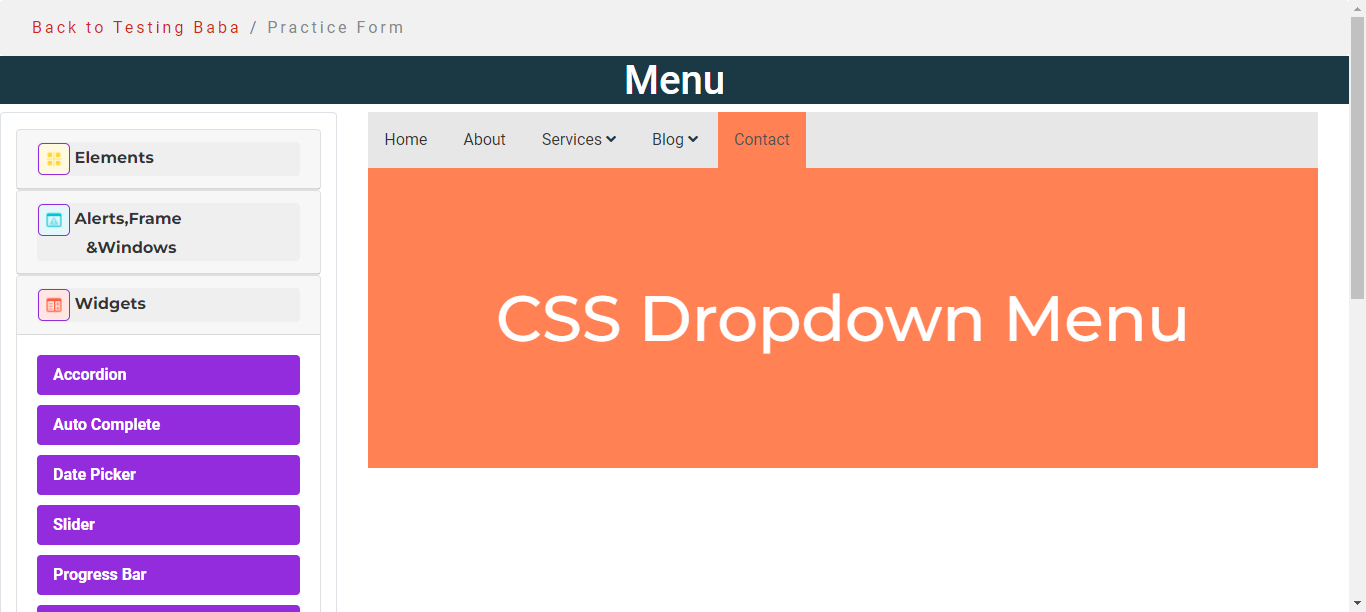 Back to Testing Baba / Practice Form
Menu
Elements
Alerts,Frame
&Windows
Widgets
Accordion
Auto Complete
Date Picker
Slider
Progress Bar
Home About Services Blog Contact
CSS Dropdown Menu